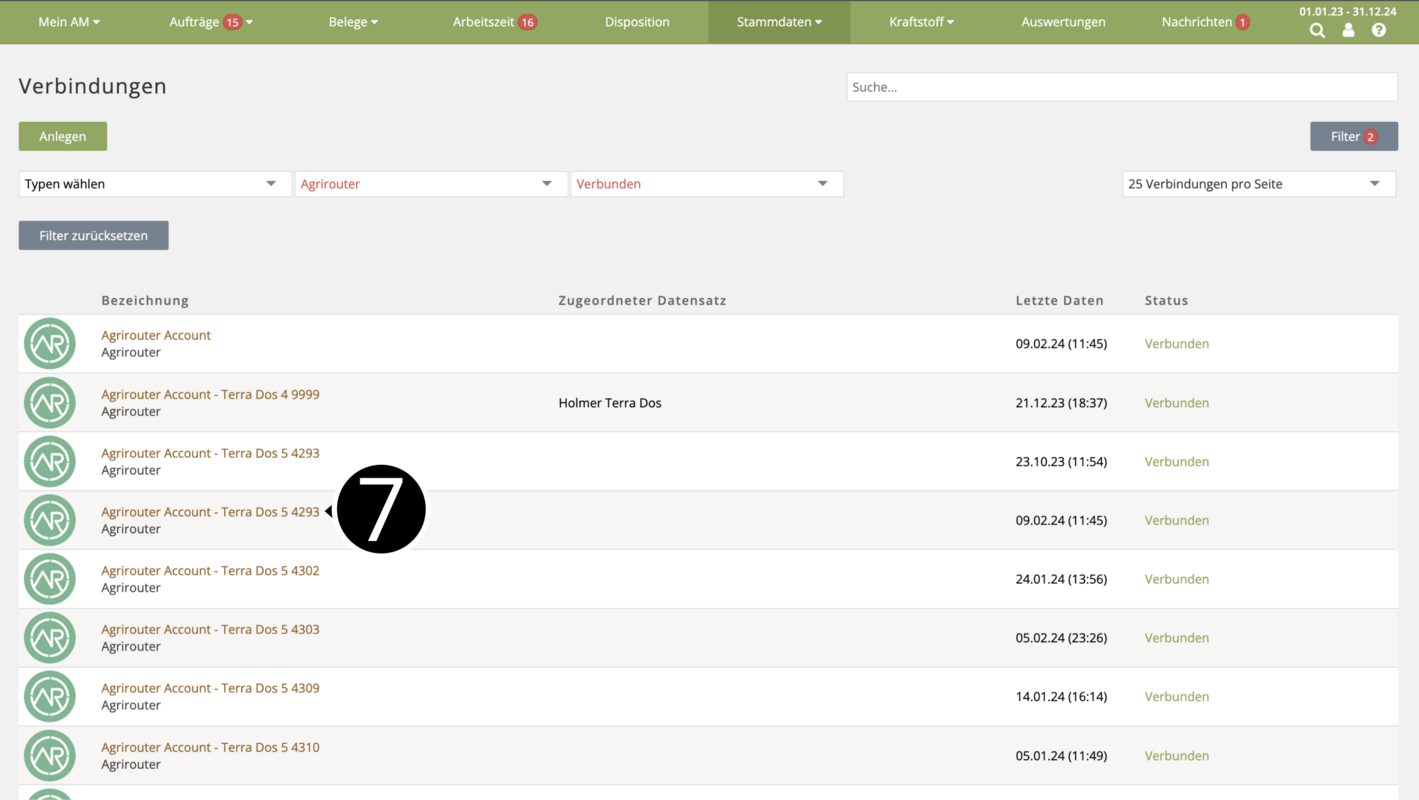 Mein AM
Aufträge 15
Belege
Arbeitszeit 16
Disposition
Stammdaten
Kraftstoff
Auswertungen
Nachrichten 1
01.01.23 - 31.12.24
Verbindungen
Suche...
Anlegen
Filter 2
Typen wählen
Agrirouter
Verbunden
25 Verbindungen pro Seite
Filter zurücksetzen
Bezeichnung Zugeordneter Datensatz Letzte Daten Status
AR
Agrirouter Account
Agrirouter
09.02.24 (11:45)
Verbunden
AR
Agrirouter Account - Terra Dos 4 9999
Agrirouter
Holmer Terra Dos
21.12.23 (18:37)
Verbunden
AR
Agrirouter Account - Terra Dos 5 4293
Agrirouter
23.10.23 (11:54)
Verbunden
AR
Agrirouter Account - Terra Dos 5 4293
Agrirouter
7
09.02.24 (11:45)
Verbunden
AR
Agrirouter Account - Terra Dos 5 4302
Agrirouter
24.01.24 (13:56)
Verbunden
AR
Agrirouter Account - Terra Dos 5 4303
Agrirouter
05.02.24 (23:26)
Verbunden
AR
Agrirouter Account - Terra Dos 5 4309
Agrirouter
14.01.24 (16:14)
Verbunden
AR
Agrirouter Account - Terra Dos 5 4310
Agrirouter
05.01.24 (11:49)
Verbunden